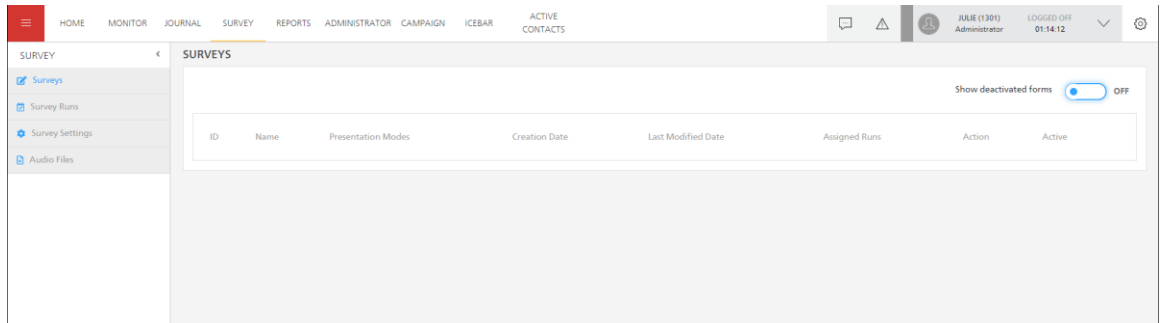 HOME MONITOR JOURNAL SURVEY REPORTS ADMINISTRATOR CAMPAIGN ICEBAR ACTIVE CONTACTS JULIE (1301) Administrator LOGGED OFF 01:14:12
SURVEY
Surveys
Survey Runs
Survey Settings
Audio Files
SURVEYS
Show deactivated forms OFF
ID Name Presentation Modes Creation Date Last Modified Date Assigned Runs Action Active